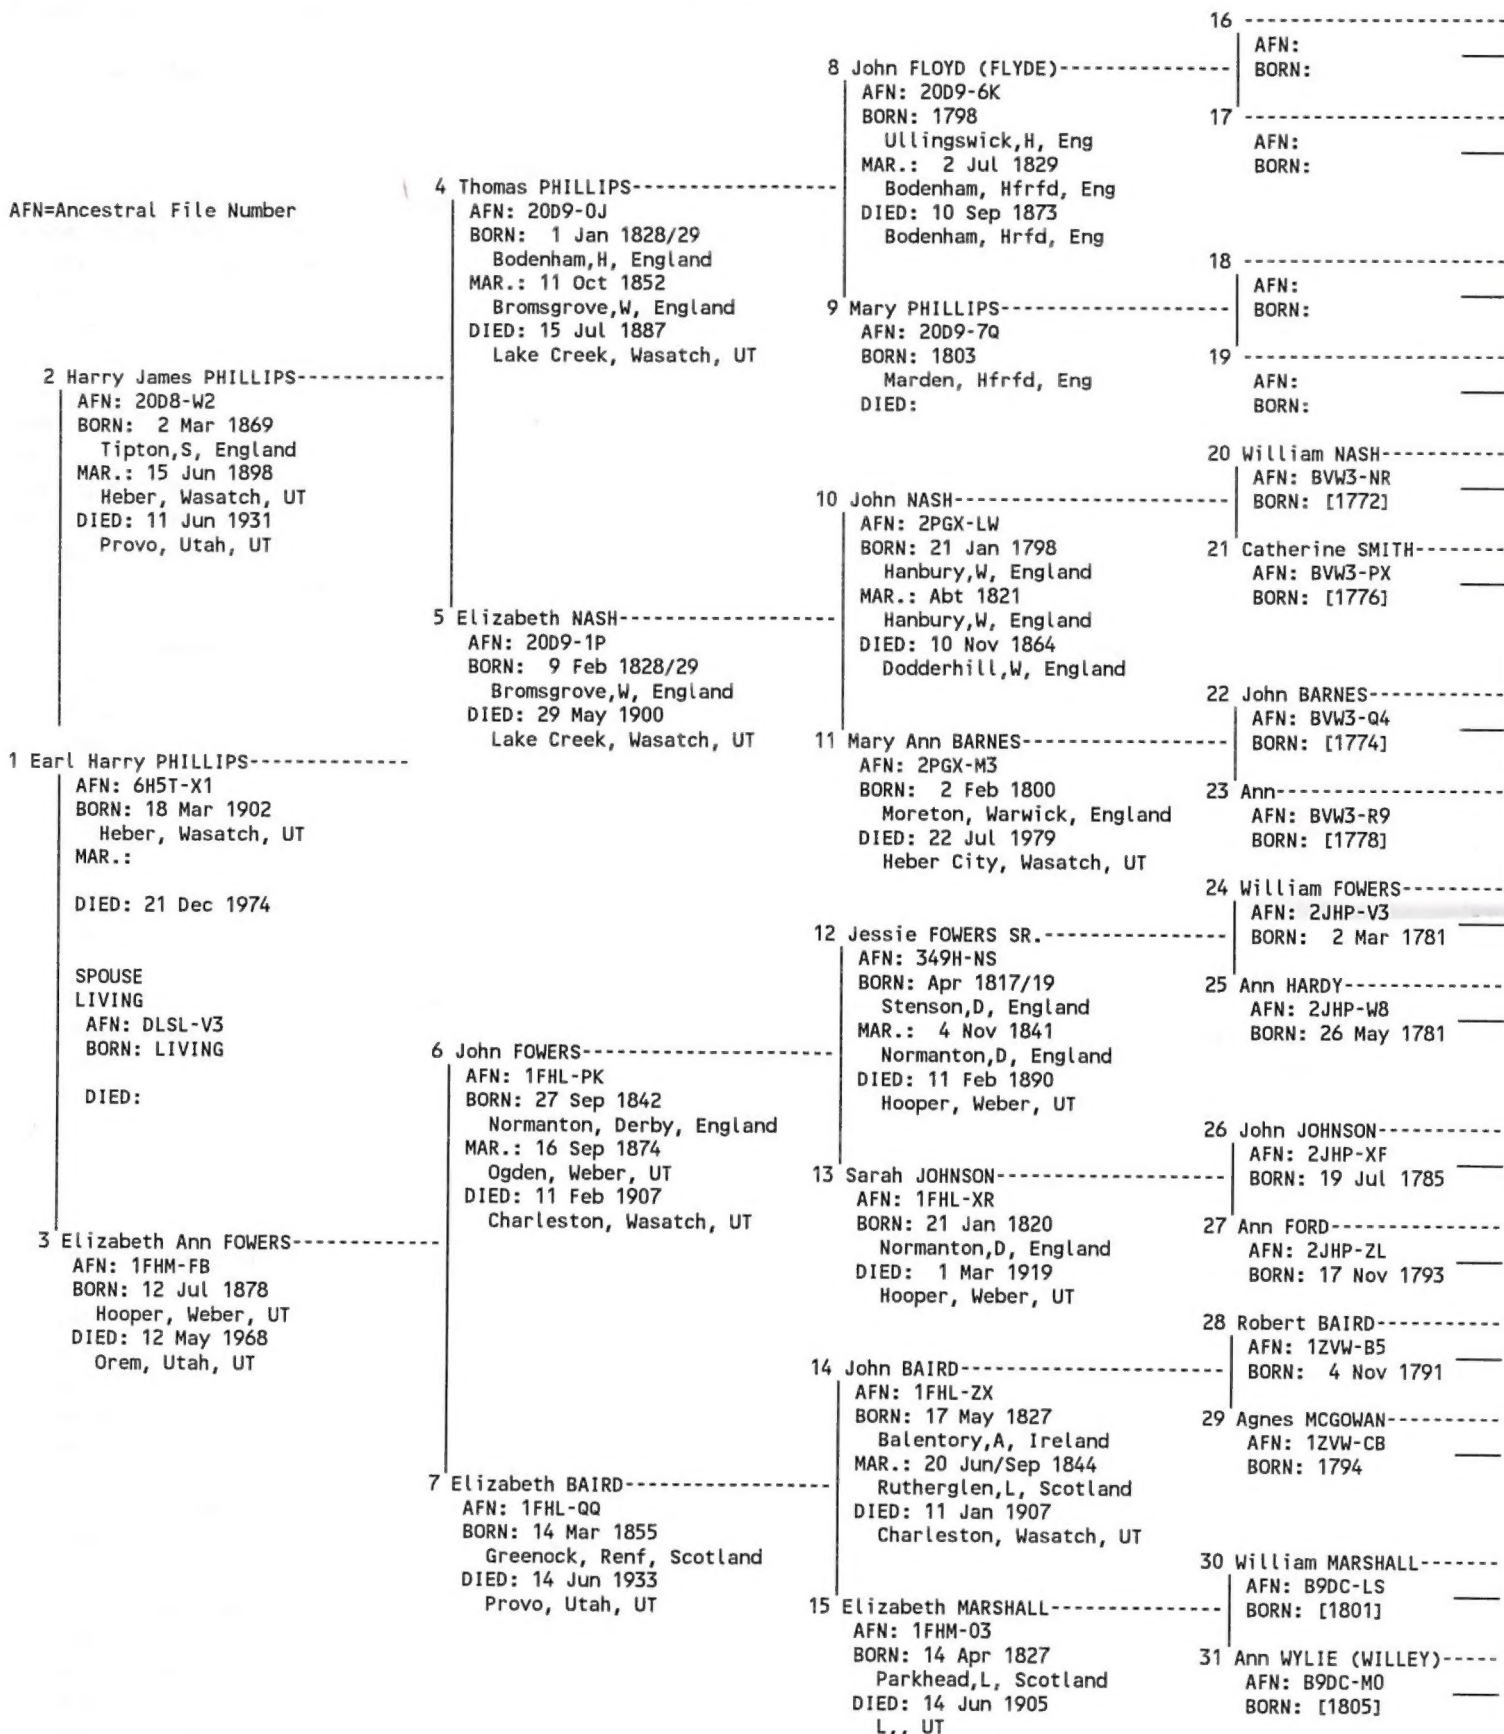 AFN=Ancestral File Number
1 Earl Harry PHILLIPS-------------
AFN: 6H5T-X1
BORN: 18 Mar 1902
Heber, Wasatch, UT
MAR.:
DIED: 21 Dec 1974
SPOUSE
LIVING
AFN: DLSL-V3
BORN: LIVING
DIED:
2 Harry James PHILLIPS------------
AFN: 20D8-W2
BORN: 2 Mar 1869
Tipton,S, England
MAR.: 15 Jun 1898
Heber, Wasatch, UT
DIED: 11 Jun 1931
Provo, Utah, UT
3 Elizabeth Ann FOWERS------------
AFN: 1FHM-FB
BORN: 12 Jul 1878
Hooper, Weber, UT
DIED: 12 May 1968
Orem, Utah, UT
4 Thomas PHILLIPS-----------------
AFN: 20D9-0J
BORN: 1 Jan 1828/29
Bodenham,H, England
MAR.: 11 Oct 1852
Bromsgrove,W, England
DIED: 15 Jul 1887
Lake Creek, Wasatch, UT
5 Elizabeth NASH------------------
AFN: 20D9-1P
BORN: 9 Feb 1828/29
Bromsgrove,W, England
DIED: 29 May 1900
Lake Creek, Wasatch, UT
6 John FOWERS---------------------
AFN: 1FHL-PK
BORN: 27 Sep 1842
Normanton, Derby, England
MAR.: 16 Sep 1874
Ogden, Weber, UT
DIED: 11 Feb 1907
Charleston, Wasatch, UT
7 Elizabeth BAIRD-----------------
AFN: 1FHL-QQ
BORN: 14 Mar 1855
Greenock, Renf, Scotland
DIED: 14 Jun 1933
Provo, Utah, UT
8 John FLOYD (FLYDE)--------------
AFN: 20D9-6K
BORN: 1798
Ullingswick,H, Eng
MAR.: 2 Jul 1829
Bodenham, Hfrfd, Eng
DIED: 10 Sep 1873
Bodenham, Hrfd, Eng
9 Mary PHILLIPS-------------------
AFN: 20D9-7Q
BORN: 1803
Marden, Hfrfd, Eng
DIED:
10 John NASH----------------------
AFN: 2PGX-LW
BORN: 21 Jan 1798
Hanbury,W, England
MAR.: Abt 1821
Hanbury,W, England
DIED: 10 Nov 1864
Dodderhill,W, England
11 Mary Ann BARNES----------------
AFN: 2PGX-M3
BORN: 2 Feb 1800
Moreton, Warwick, England
DIED: 22 Jul 1979
Heber City, Wasatch, UT
12 Jessie FOWERS SR.--------------
AFN: 349H-NS
BORN: Apr 1817/19
Stenson,D, England
MAR.: 4 Nov 1841
Normanton,D, England
DIED: 11 Feb 1890
Hooper, Weber, UT
13 Sarah JOHNSON------------------
AFN: 1FHL-XR
BORN: 21 Jan 1820
Normanton,D, England
DIED: 1 Mar 1919
Hooper, Weber, UT
14 John BAIRD---------------------
AFN: 1FHL-ZX
BORN: 17 May 1827
Balentory,A, Ireland
MAR.: 20 Jun/Sep 1844
Rutherglen,L, Scotland
DIED: 11 Jan 1907
Charleston, Wasatch, UT
15 Elizabeth MARSHALL-------------
AFN: 1FHM-03
BORN: 14 Apr 1827
Parkhead,L, Scotland
DIED: 14 Jun 1905
L,, UT
16 --------------------
AFN:
BORN:
17 --------------------
AFN:
BORN:
18 --------------------
AFN:
BORN:
19 --------------------
AFN:
BORN:
20 William NASH----------
AFN: BVW3-NR
BORN: [1772]
21 Catherine SMITH-------
AFN: BVW3-PX
BORN: [1776]
22 John BARNES-----------
AFN: BVW3-Q4
BORN: [1774]
23 Ann------------------
AFN: BVW3-R9
BORN: [1778]
24 William FOWERS--------
AFN: 2JHP-V3
BORN: 2 Mar 1781
25 Ann HARDY-------------
AFN: 2JHP-W8
BORN: 26 May 1781
26 John JOHNSON----------
AFN: 2JHP-XF
BORN: 19 Jul 1785
27 Ann FORD--------------
AFN: 2JHP-ZL
BORN: 17 Nov 1793
28 Robert BAIRD----------
AFN: 1ZVW-B5
BORN: 4 Nov 1791
29 Agnes MCGOWAN---------
AFN: 1ZVW-CB
BORN: 1794
30 William MARSHALL-------
AFN: B9DC-LS
BORN: [1801]
31 Ann WYLIE (WILLEY)-----
AFN: B9DC-M0
BORN: [1805]